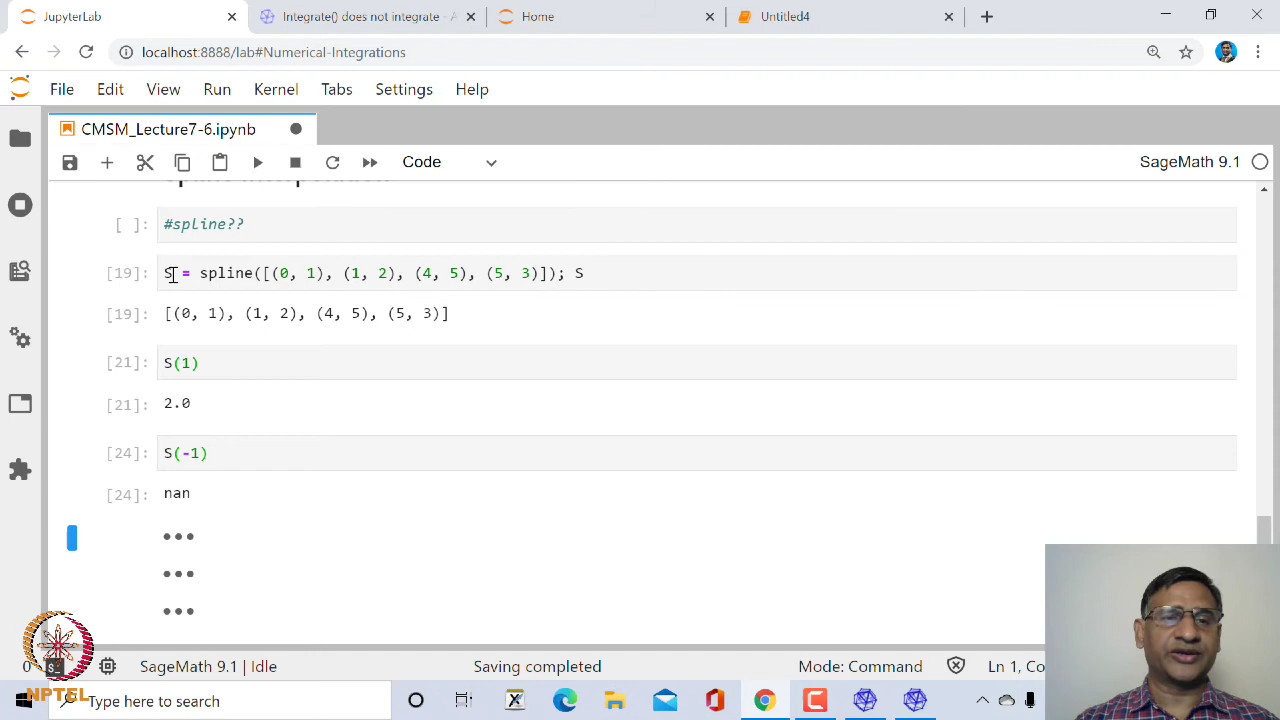 JupyterLab
Integrate() does not integrate - A
Home
Untitled4
localhost:8888/lab#Numerical-Integrations
File Edit View Run Kernel Tabs Settings Help
CMSM_Lecture7-6.ipynb
Code
SageMath 9.1
[ ]: #spline??
[19]: S = spline([(0, 1), (1, 2), (4, 5), (5, 3)]); S
[19]: [(0, 1), (1, 2), (4, 5), (5, 3)]
[21]: S(1)
[21]: 2.0
[24]: S(-1)
[24]: nan
0
SageMath 9.1 | Idle
Saving completed
Mode: Command
Ln 1, Co
NPTEL
Type here to search